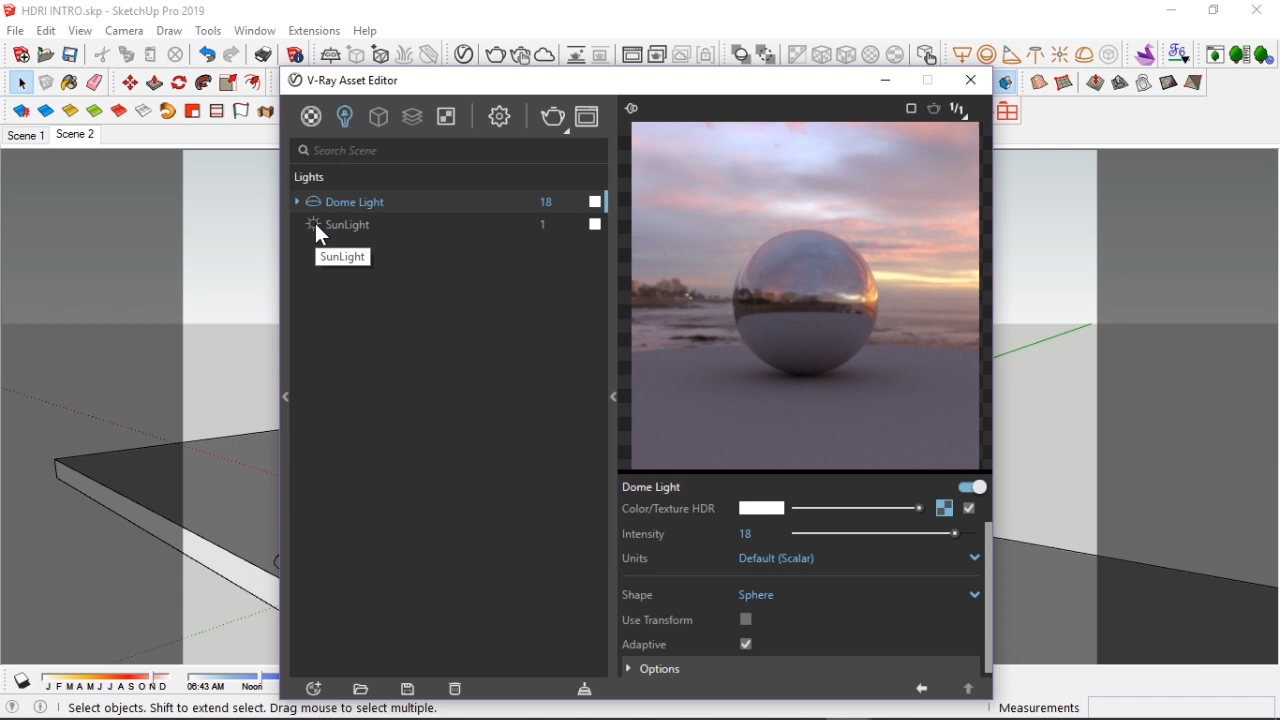 HDRI INTRO.skp - SketchUp Pro 2019
File Edit View Camera Draw Tools Window Extensions Help
V-Ray Asset Editor
Scene 1 Scene 2
1/1
Search Scene
Lights
Dome Light 18
SunLight 1
SunLight
Dome Light
Color/Texture HDR
Intensity 18
Units Default (Scalar)
Shape Sphere
Use Transform
Adaptive
Options
J F M A M J J A S O N D 06:43 AM Noon
Select objects. Shift to extend select. Drag mouse to select multiple. Measurements